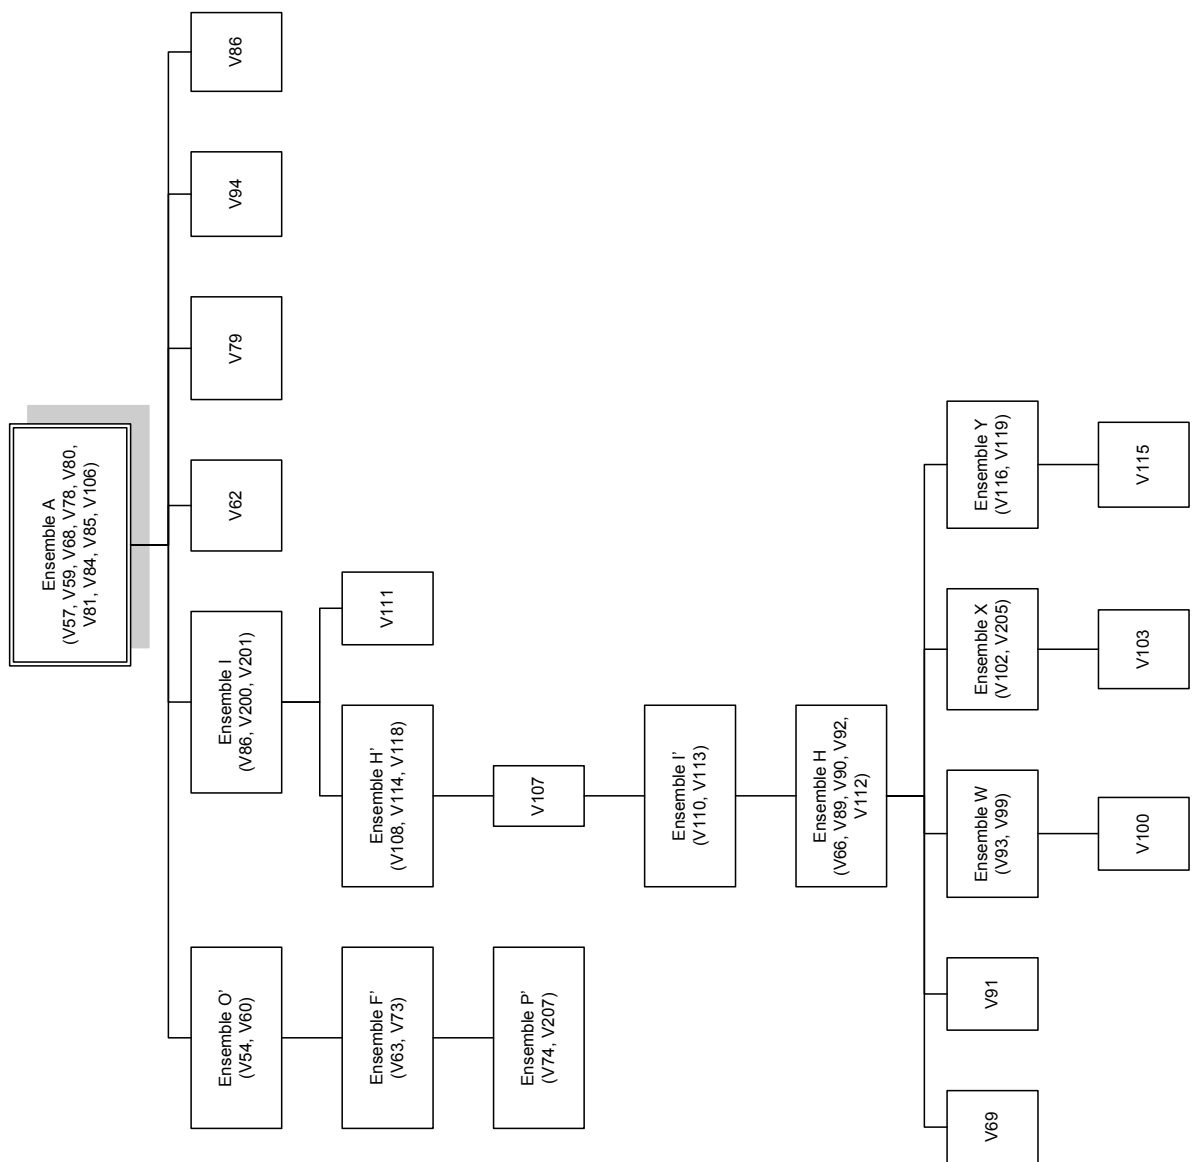 Ensemble A
(V57, V59, V68, V78, V80,
V81, V84, V85, V106)
Ensemble O’
(V54, V60)
Ensemble I
(V86, V200, V201)
V62
V79
V94
V86
Ensemble F’
(V63, V73)
Ensemble H’
(V108, V114, V118)
V111
Ensemble P’
(V74, V207)
V107
Ensemble I’
(V110, V113)
Ensemble H
(V66, V89, V90, V92,
V112)
V69
V91
Ensemble W
(V93, V99)
Ensemble X
(V102, V205)
Ensemble Y
(V116, V119)
V100
V103
V115